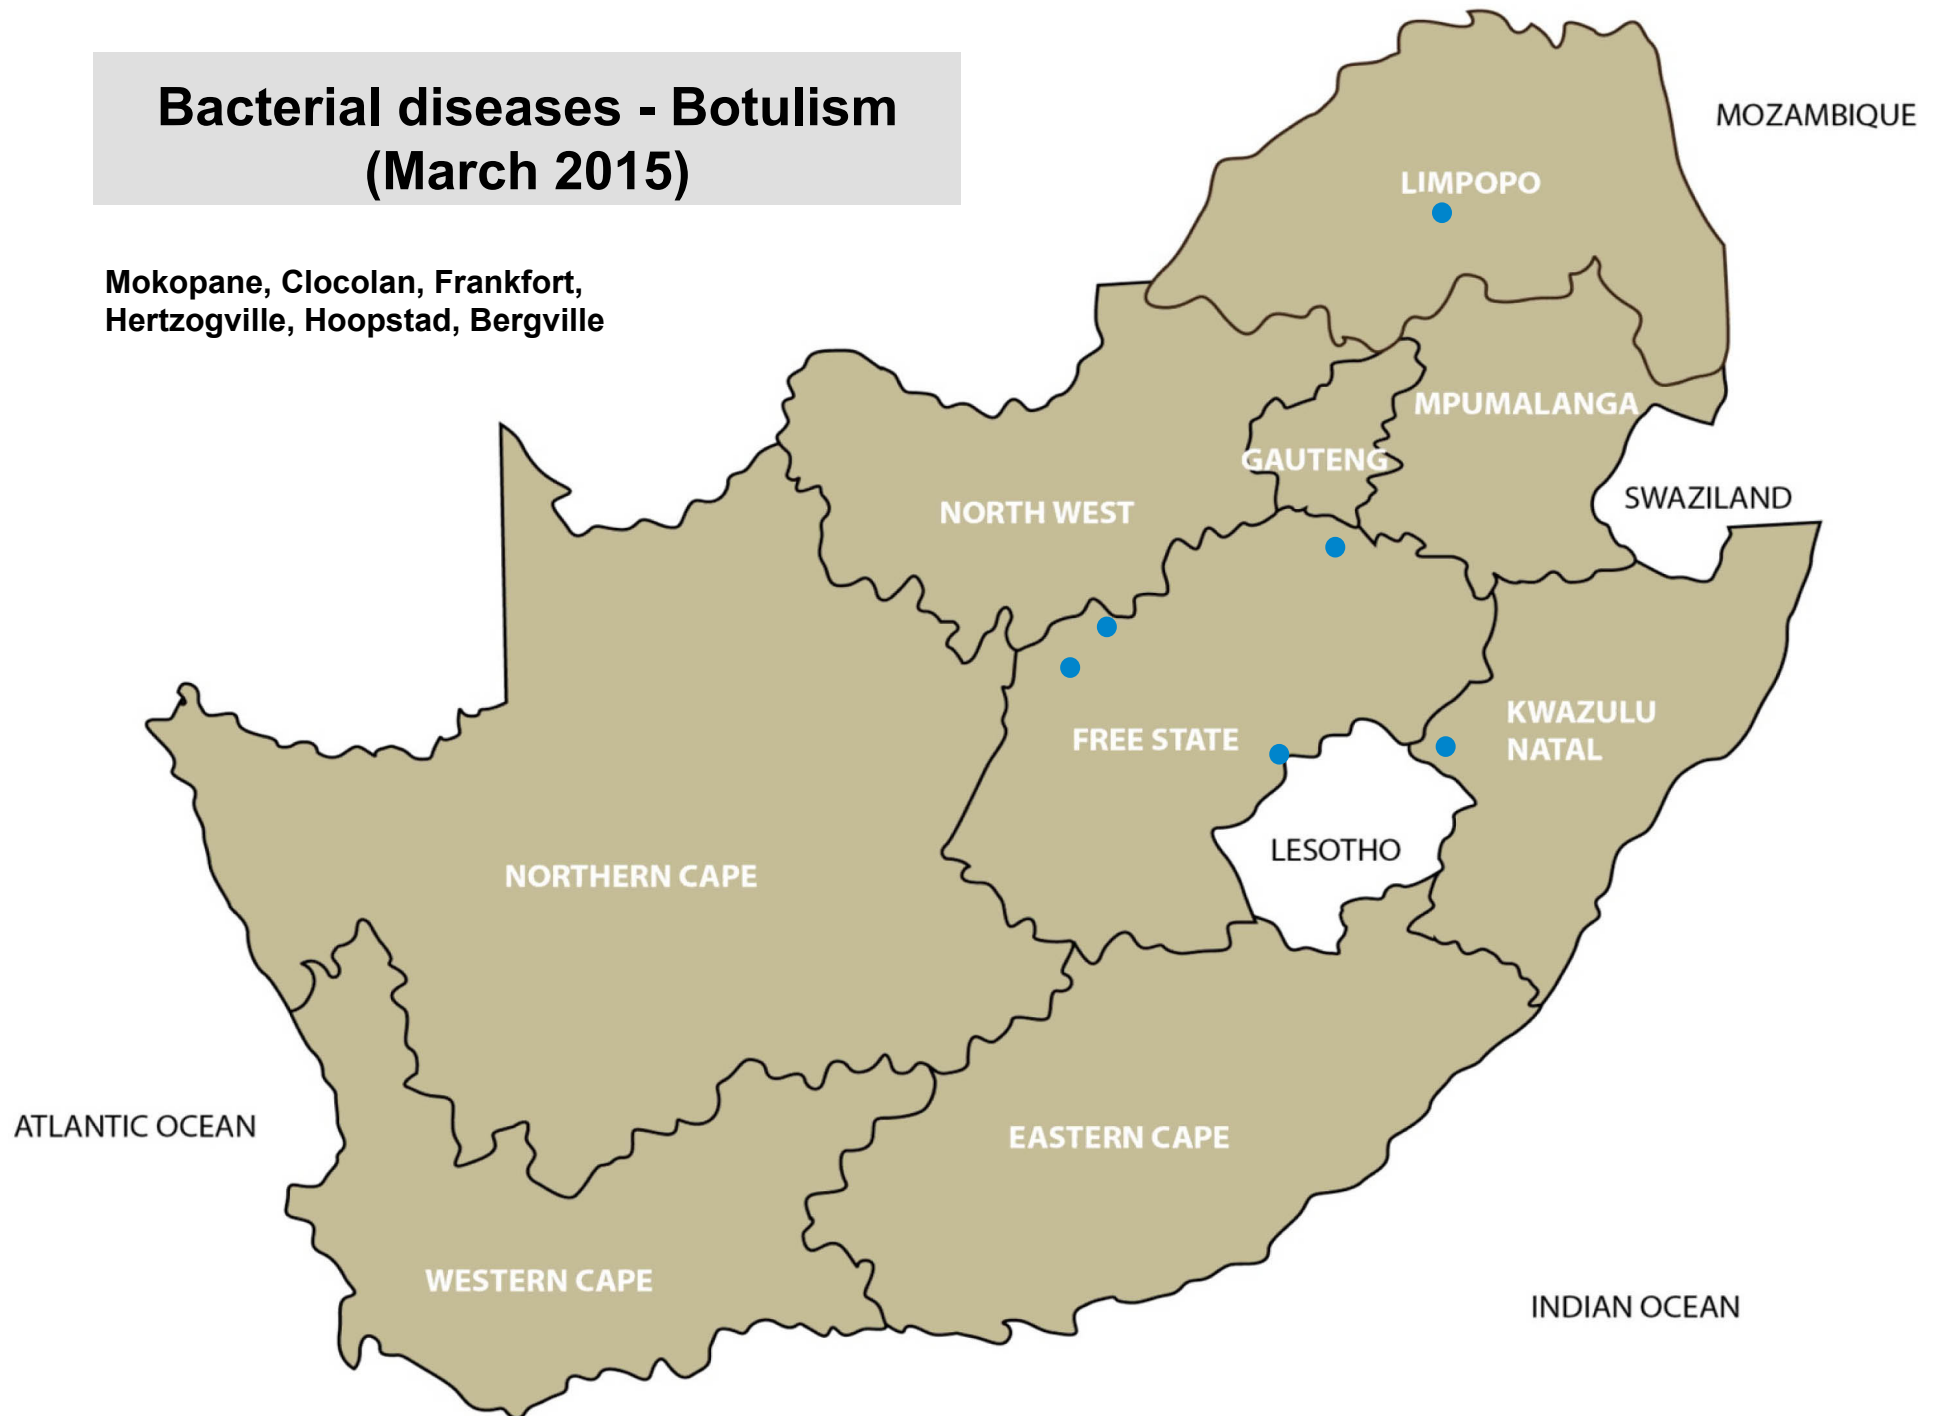 Bacterial diseases - Botulism
(March 2015)
Mokopane, Clocolan, Frankfort,
Hertzogville, Hoopstad, Bergville
MOZAMBIQUE
LIMPOPO
MPUMALANGA
GAUTENG
SWAZILAND
NORTH WEST
KWAZULU
NATAL
FREE STATE
LESOTHO
NORTHERN CAPE
ATLANTIC OCEAN
EASTERN CAPE
WESTERN CAPE
INDIAN OCEAN